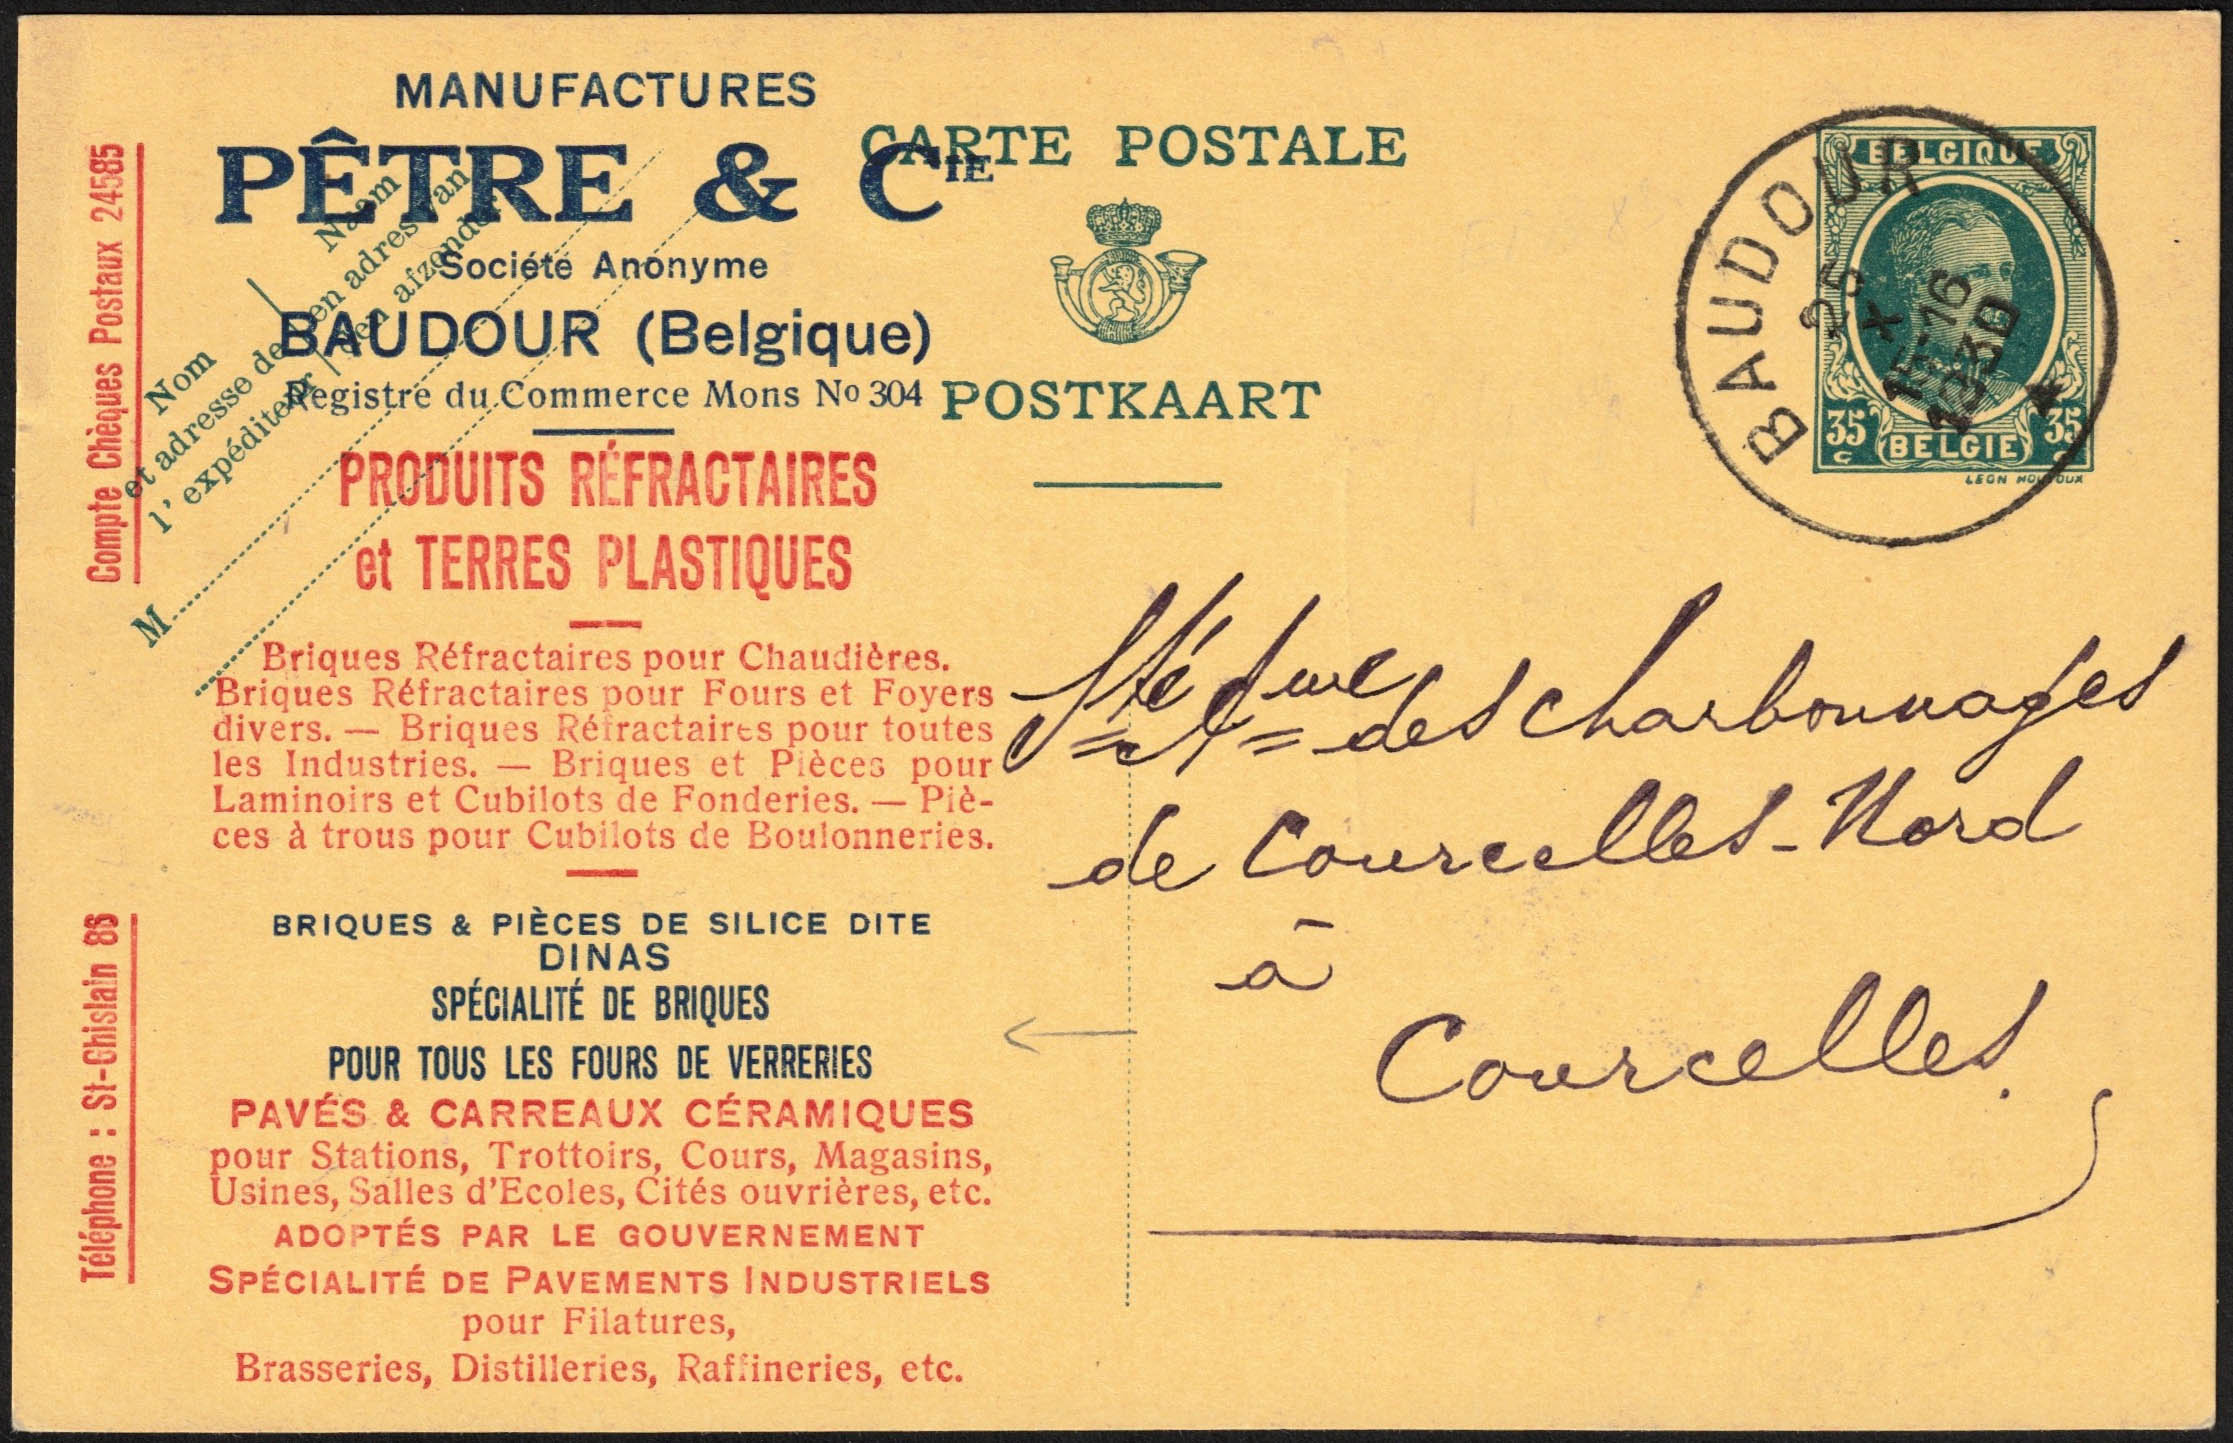 MANUFACTURES
PÊTRE & CIE
Société Anonyme
BAUDOUR (Belgique)
Registre du Commerce Mons No 304
PRODUITS RÉFRACTAIRES
et TERRES PLASTIQUES
Briques Réfractaires pour Chaudières.
Briques Réfractaires pour Fours et Foyers
divers. — Briques Réfractaires pour toutes
les Industries. — Briques et Pièces pour
Laminoirs et Cubilots de Fonderies. — Piè-
ces à trous pour Cubilots de Boulonneries.
BRIQUES & PIÈCES DE SILICE DITE
DINAS
SPÉCIALITÉ DE BRIQUES
POUR TOUS LES FOURS DE VERRERIES
PAVÉS & CARREAUX CÉRAMIQUES
pour Stations, Trottoirs, Cours, Magasins,
Usines, Salles d'Ecoles, Cités ouvrières, etc.
ADOPTÉS PAR LE GOUVERNEMENT
SPÉCIALITÉ DE PAVEMENTS INDUSTRIELS
pour Filatures,
Brasseries, Distilleries, Raffineries, etc.
Compte Chèques Postaux 24585
Téléphone : St-Ghislain 86
Nom
et adresse de
l'expéditeur
Naam
en adres van
den afzender
M
CARTE POSTALE
POSTKAART
BELGIQUE
35 c BELGIE 35 c
LEON HOUYOUX
BAUDOUR
25
X
15-16
1930
Sté Ame des charbonnages
de Courcelles-Nord
à
Courcelles.